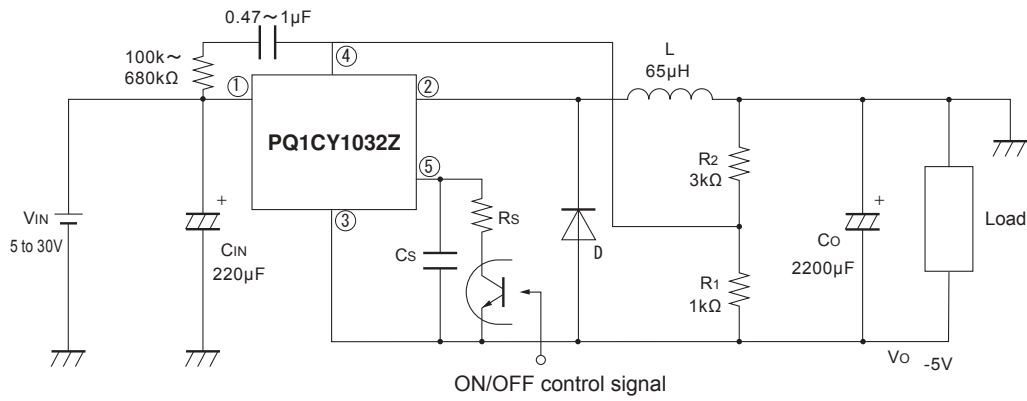 0.47～1μF
100k～
680kΩ
④
L
65μH
①
②
PQ1CY1032Z
⑤
③
VIN
5 to 30V
+
CIN
220μF
CS
RS
D
R2
3kΩ
R1
1kΩ
+
CO
2200μF
Load
VO -5V
ON/OFF control signal